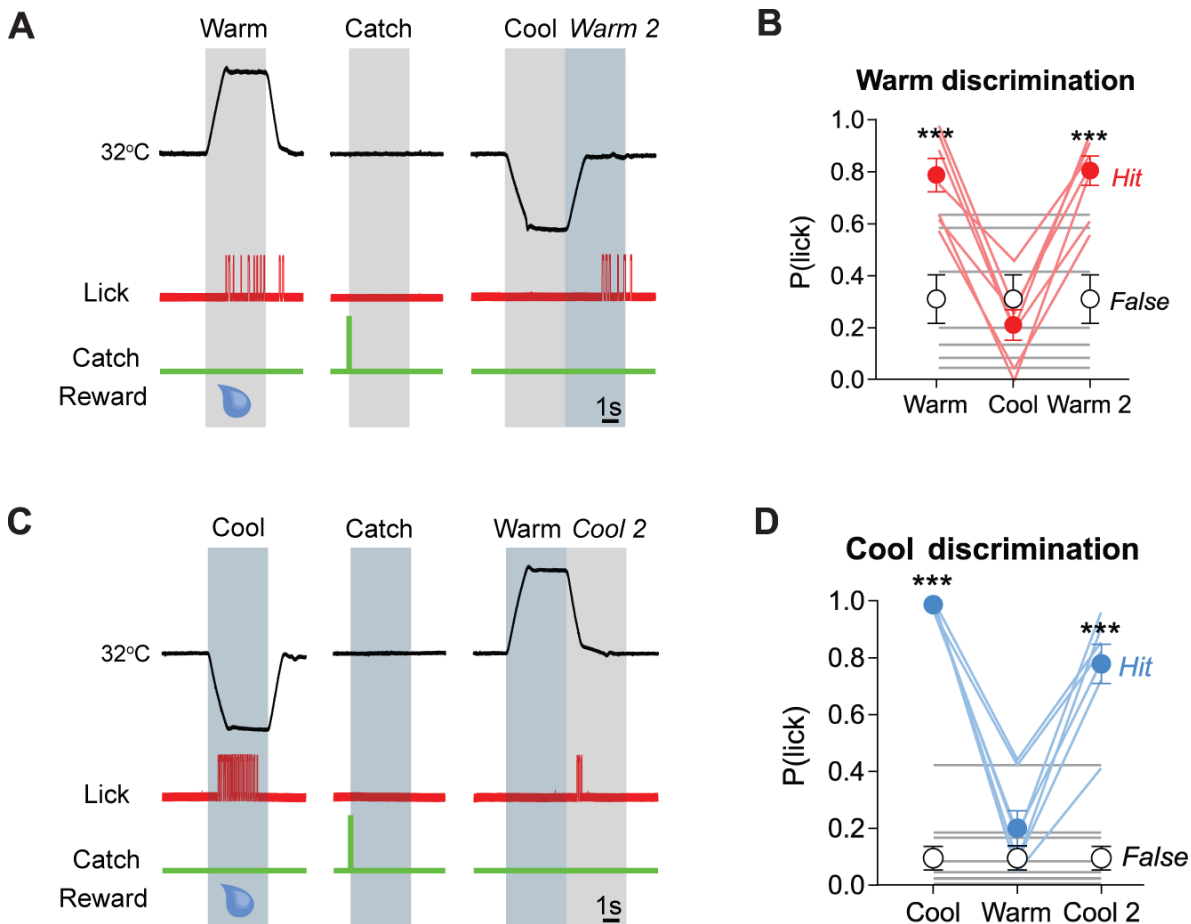 A
Warm Catch Cool Warm 2
32°C
Lick
Catch
Reward
1s
B
Warm discrimination
*** ***
1.0
0.8
0.6
0.4
0.2
0.0
P(lick)
Hit
False
Warm Cool Warm 2
C
Cool Catch Warm Cool 2
32°C
Lick
Catch
Reward
1s
D
Cool discrimination
*** ***
1.0
0.8
0.6
0.4
0.2
0.0
P(lick)
Hit
False
Cool Warm Cool 2